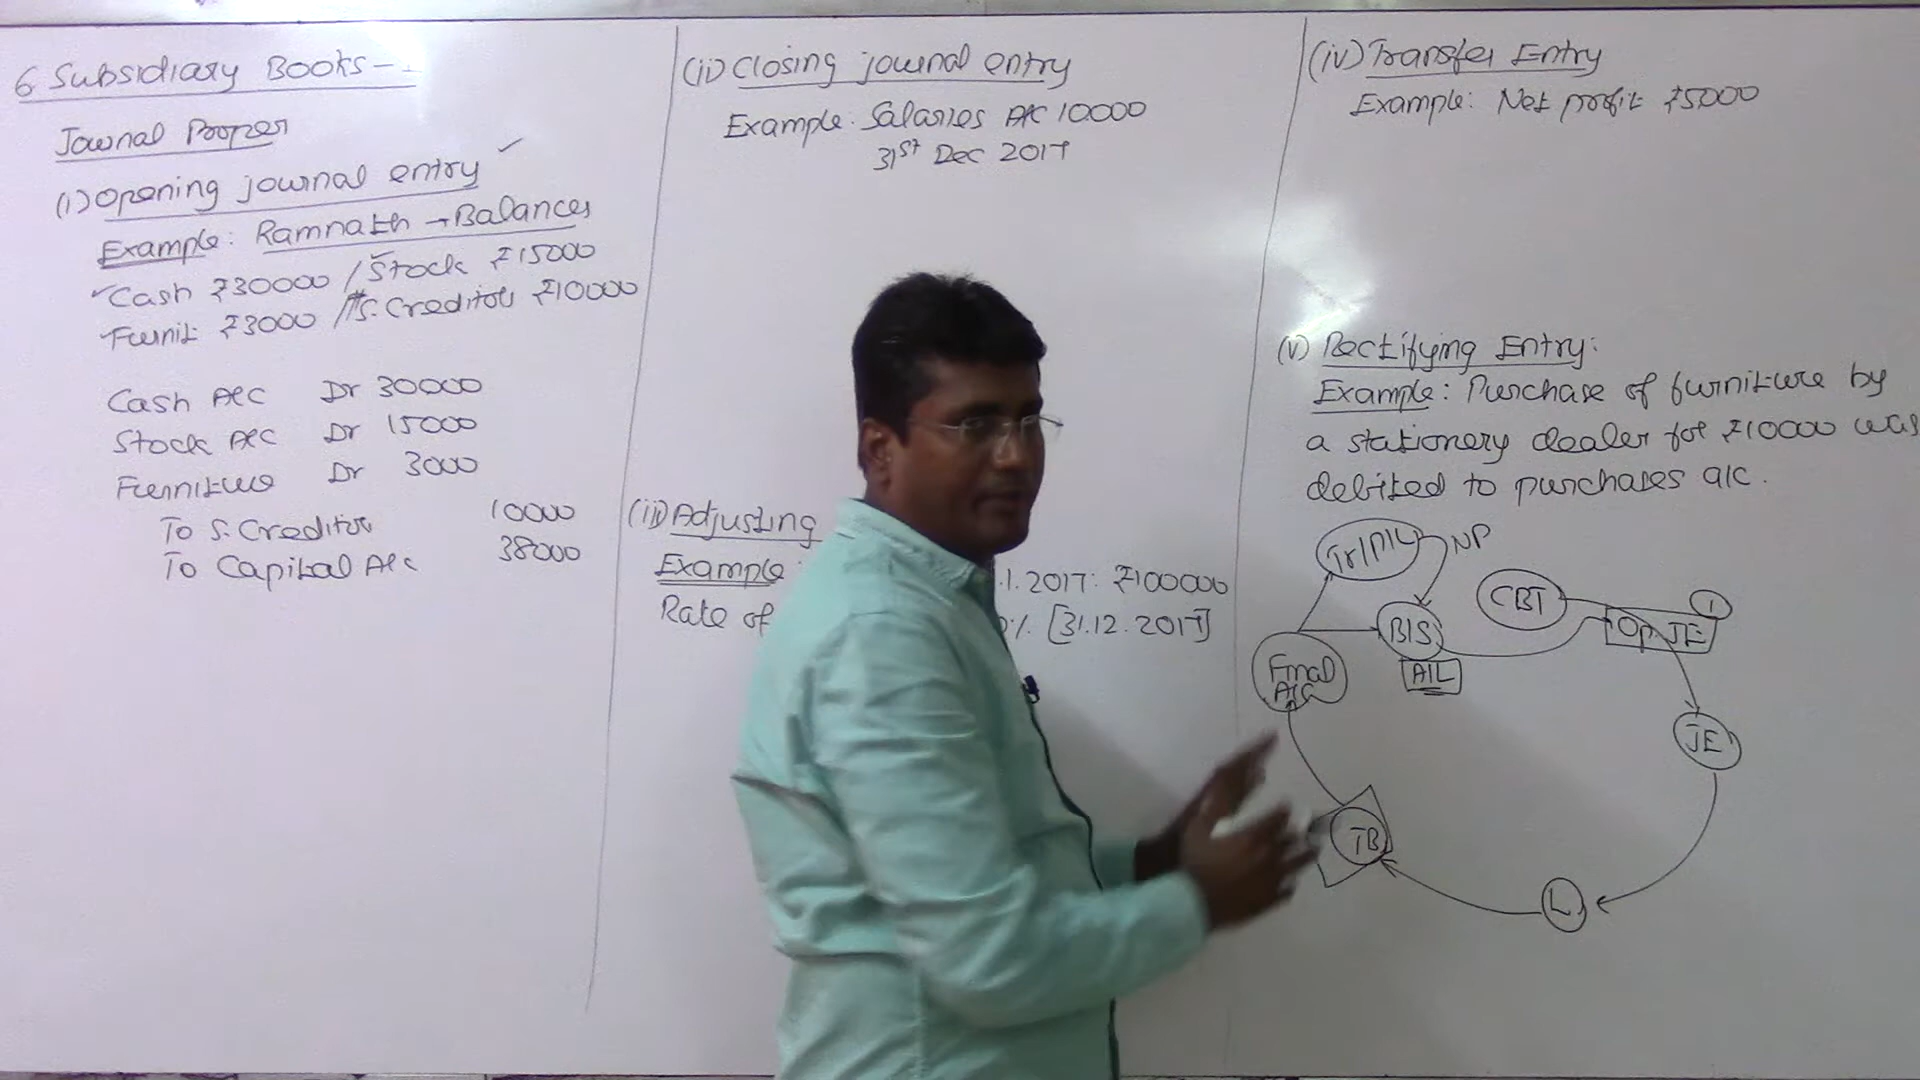 6 Subsidiary Books -
Journal Proper
(i) Opening journal entry ✓
Example: Ramnath → Balances
✓Cash ₹30000 / Stock ₹15000
Furnit ₹3000 / S. Creditors ₹10000
Cash A/c Dr 30000
Stock A/c Dr 15000
Furniture Dr 3000
To S. Creditor 10000
To Capital A/c 38000
(ii) Closing journal entry
Example: Salaries A/c 10000
31st Dec 2017
(iii) Adjusting
Example:
.1.2017: ₹100000
Rate of
% [31.12.2017]
(iv) Transfer Entry
Example: Net profit ₹5000
(v) Rectifying Entry:
Example: Purchase of furniture by
a stationery dealer for ₹10000 was
debited to purchases a/c.
Tr/P/L NP
CBT
1
B/S
Op. JE
Final
A/c
A/L
JE
TB
L